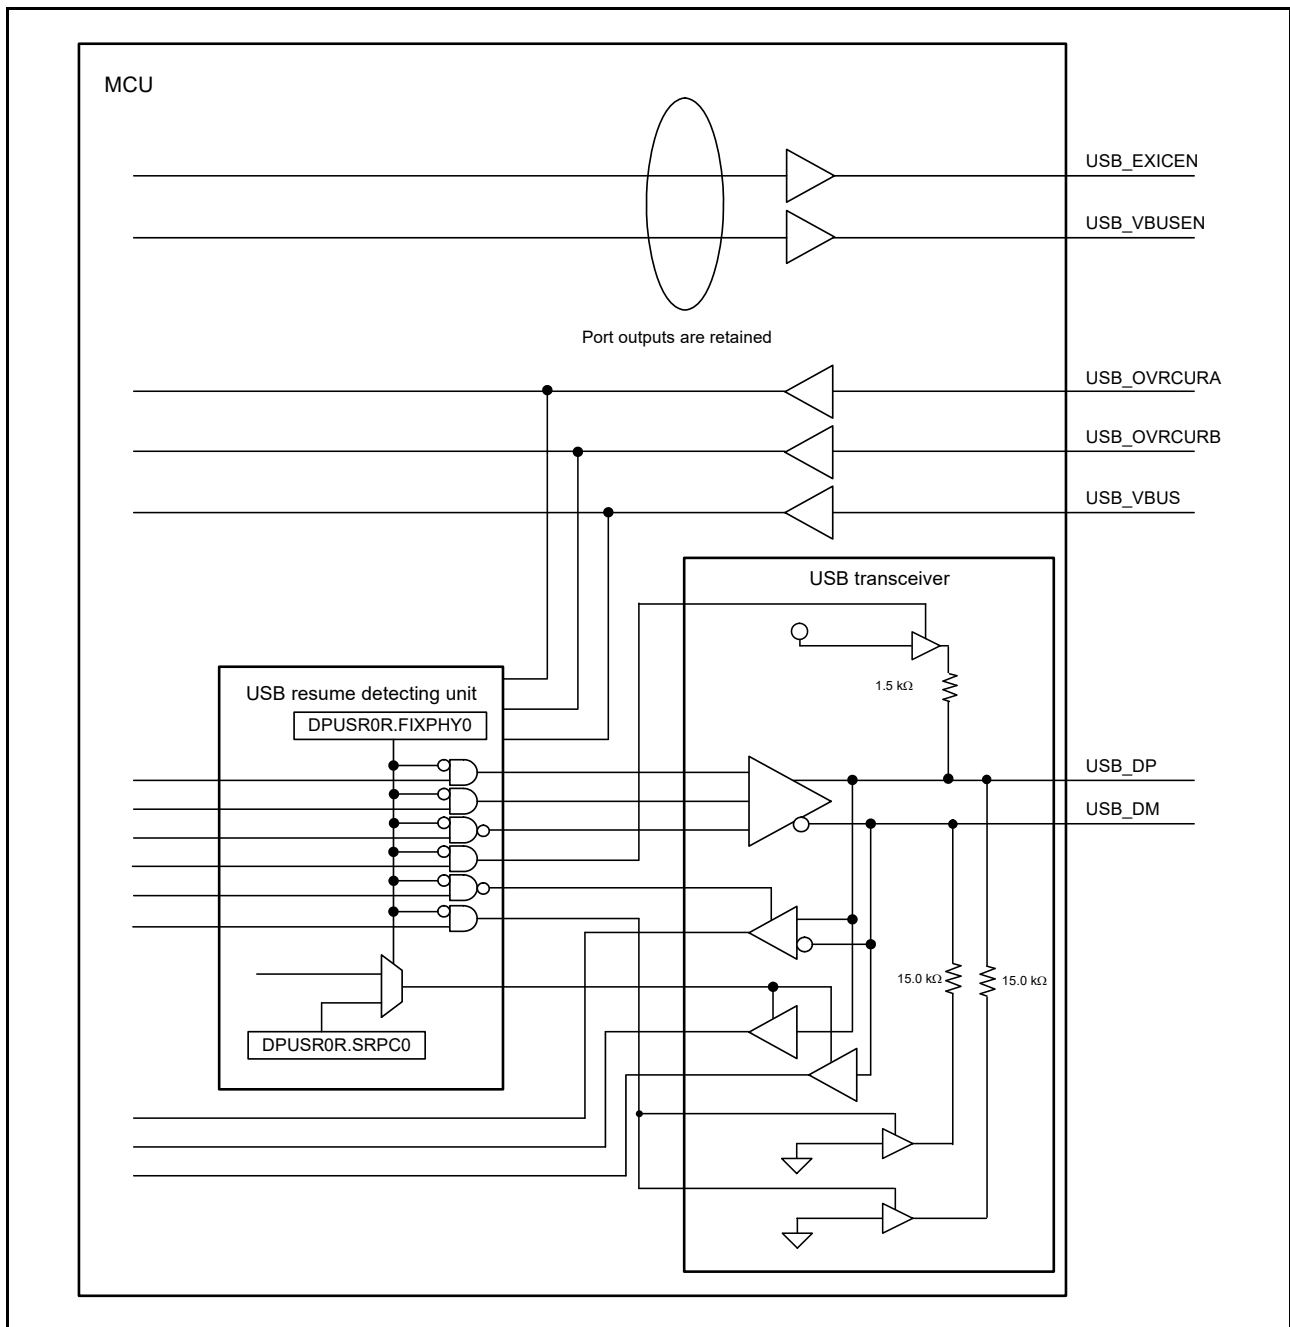 MCU
USB_EXICEN
USB_VBUSEN
Port outputs are retained
USB_OVRCURA
USB_OVRCURB
USB_VBUS
USB transceiver
1.5 kΩ
USB resume detecting unit
DPUSR0R.FIXPHY0
USB_DP
USB_DM
15.0 kΩ
15.0 kΩ
DPUSR0R.SRPC0